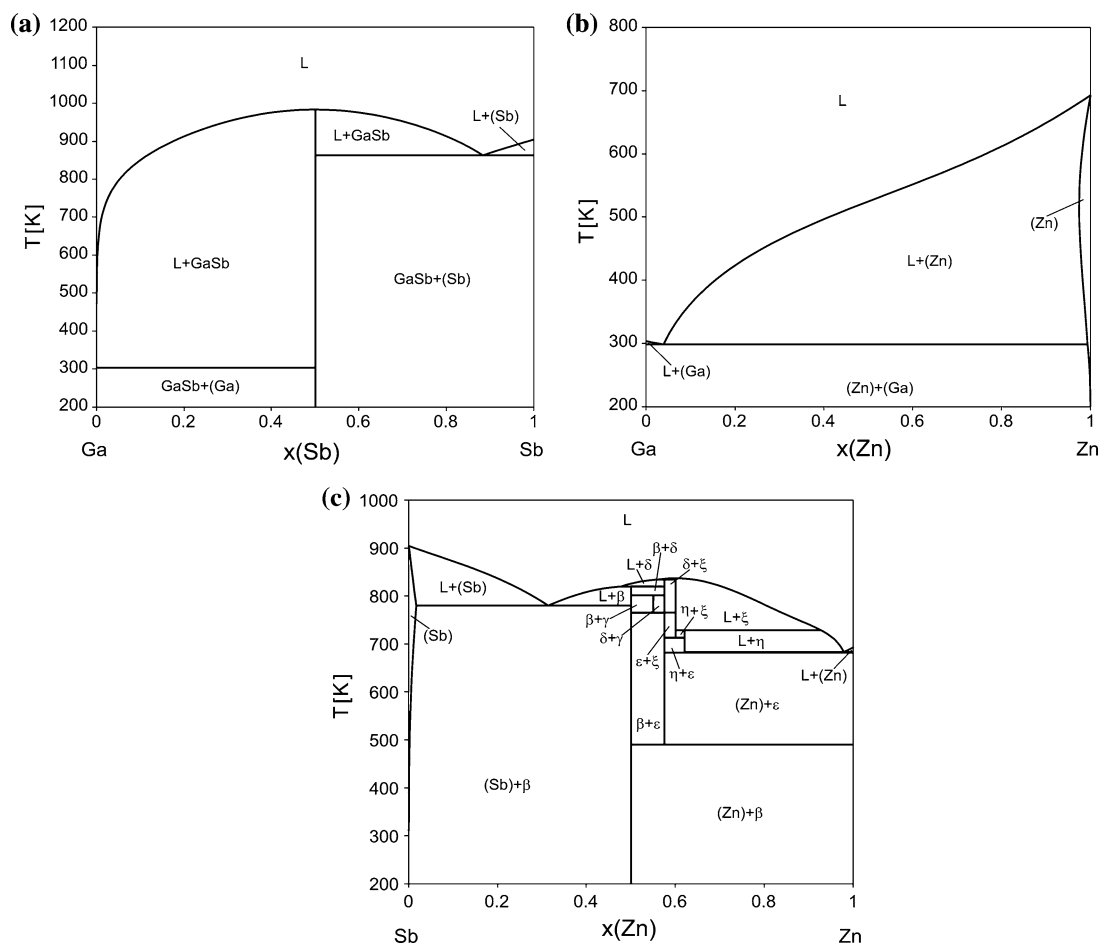 (a)
1200
1100
1000
900
800
700
600
500
400
300
200
T[K]
L
L+(Sb)
L+GaSb
L+GaSb
GaSb+(Sb)
GaSb+(Ga)
0
0.2
0.4
0.6
0.8
1
Ga
x(Sb)
Sb
(b)
800
700
600
500
400
300
200
T[K]
L
(Zn)
L+(Zn)
L+(Ga)
(Zn)+(Ga)
0
0.2
0.4
0.6
0.8
1
Ga
x(Zn)
Zn
(c)
1000
900
800
700
600
500
400
300
200
T[K]
L
β+δ
L+δ
δ+ξ
L+(Sb)
L+β
β+γ
η+ξ
L+ξ
(Sb)
δ+γ
L+η
ε+ξ
η+ε
L+(Zn)
(Zn)+ε
β+ε
(Sb)+β
(Zn)+β
0
0.2
0.4
0.6
0.8
1
Sb
x(Zn)
Zn